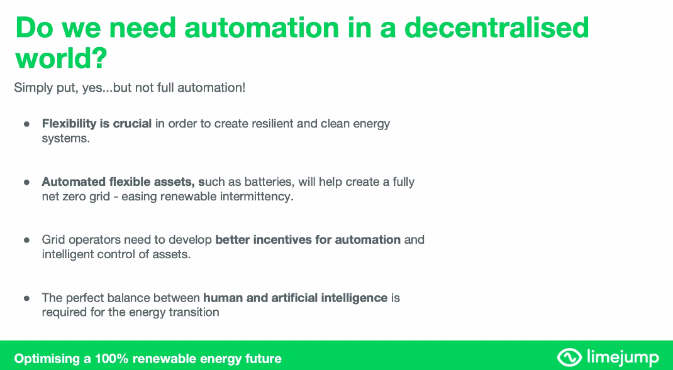 Do we need automation in a decentralised
world?
Simply put, yes...but not full automation!
● Flexibility is crucial in order to create resilient and clean energy
systems.
● Automated flexible assets, such as batteries, will help create a fully
net zero grid - easing renewable intermittency.
● Grid operators need to develop better incentives for automation and
intelligent control of assets.
● The perfect balance between human and artificial intelligence is
required for the energy transition
Optimising a 100% renewable energy future
limejump